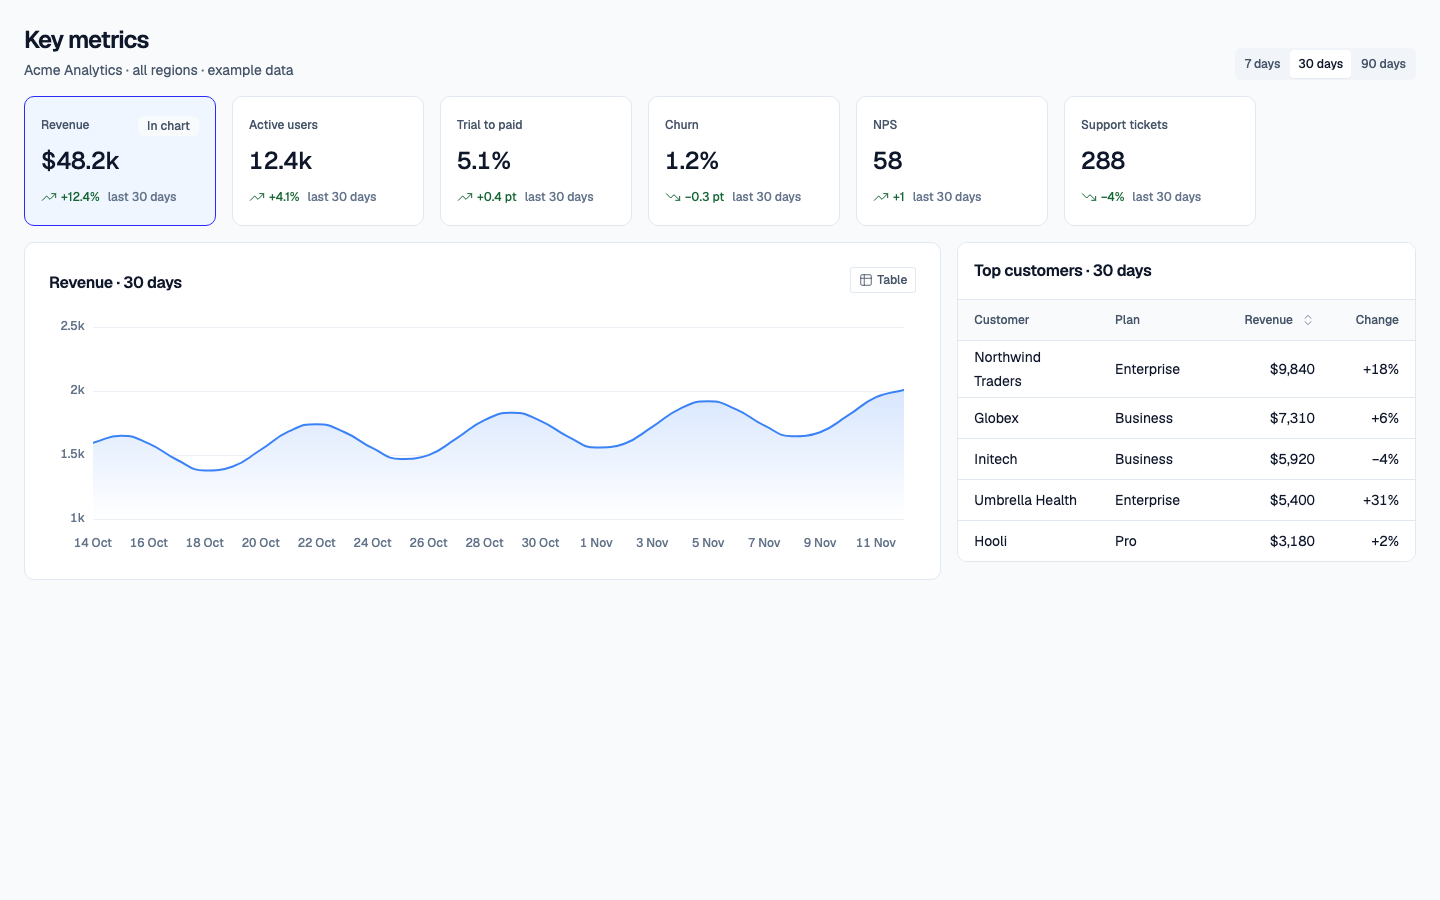 Key metrics
Acme Analytics · all regions · example data
7 days 30 days 90 days
Revenue In chart
$48.2k
+12.4% last 30 days
Active users
12.4k
+4.1% last 30 days
Trial to paid
5.1%
+0.4 pt last 30 days
Churn
1.2%
−0.3 pt last 30 days
NPS
58
+1 last 30 days
Support tickets
288
−4% last 30 days
Revenue · 30 days
Table
2.5k
2k
1.5k
1k
14 Oct 16 Oct 18 Oct 20 Oct 22 Oct 24 Oct 26 Oct 28 Oct 30 Oct 1 Nov 3 Nov 5 Nov 7 Nov 9 Nov 11 Nov
Top customers · 30 days
Customer Plan Revenue Change
Northwind
Traders Enterprise $9,840 +18%
Globex Business $7,310 +6%
Initech Business $5,920 −4%
Umbrella Health Enterprise $5,400 +31%
Hooli Pro $3,180 +2%